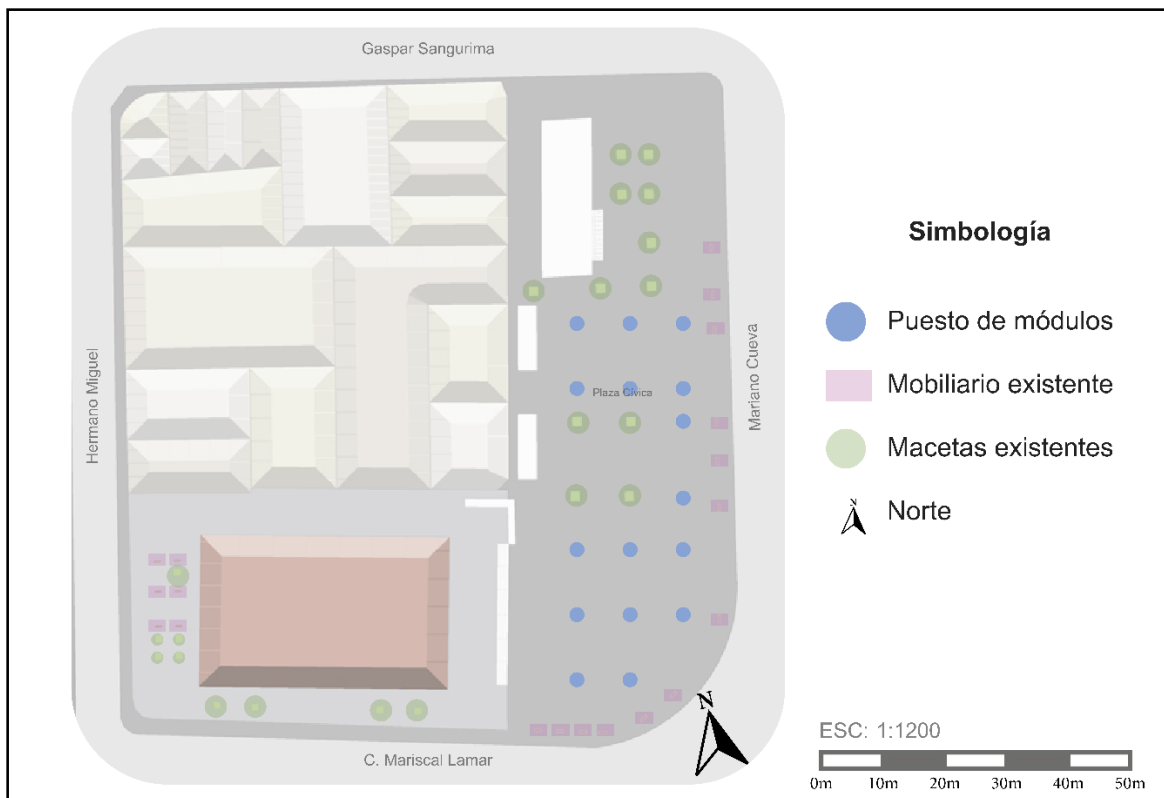 Gaspar Sangurima
Hermano Miguel
Plaza Cívica
Mariano Cueva
C. Mariscal Lamar
N
Simbología
Puesto de módulos
Mobiliario existente
Macetas existentes
N
Norte
ESC: 1:1200
0m 10m 20m 30m 40m 50m